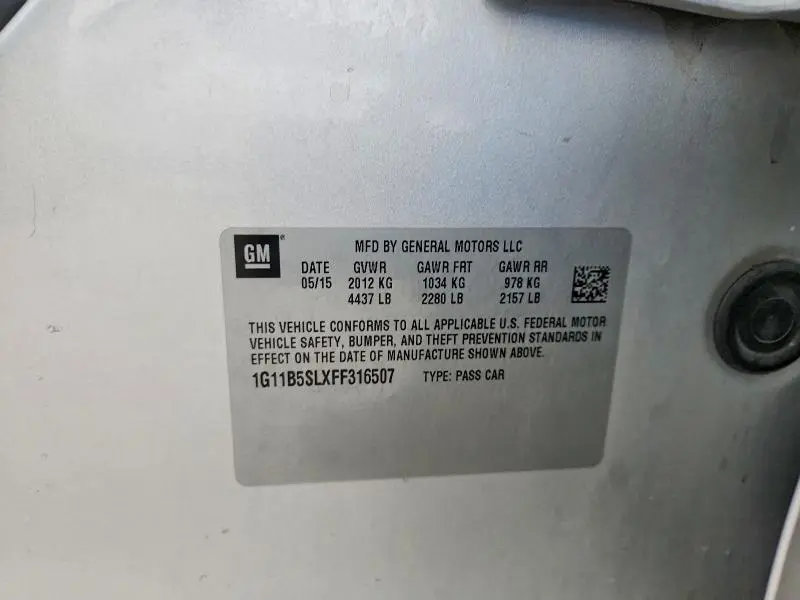 GM
MFD BY GENERAL MOTORS LLC
DATE GVWR GAWR FRT GAWR RR
05/15 2012 KG 1034 KG 978 KG
4437 LB 2280 LB 2157 LB
THIS VEHICLE CONFORMS TO ALL APPLICABLE U.S. FEDERAL MOTOR
VEHICLE SAFETY, BUMPER, AND THEFT PREVENTION STANDARDS IN
EFFECT ON THE DATE OF MANUFACTURE SHOWN ABOVE.
1G11B5SLXFF316507 TYPE: PASS CAR